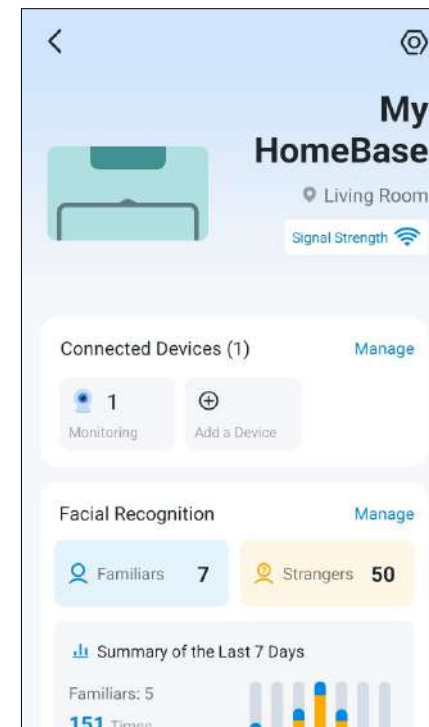 My
HomeBase
Living Room
Signal Strength
Connected Devices (1)
Manage
1
Monitoring
Add a Device
Facial Recognition
Manage
Familiars 7
Strangers 50
Summary of the Last 7 Days
Familiars: 5
151 Times